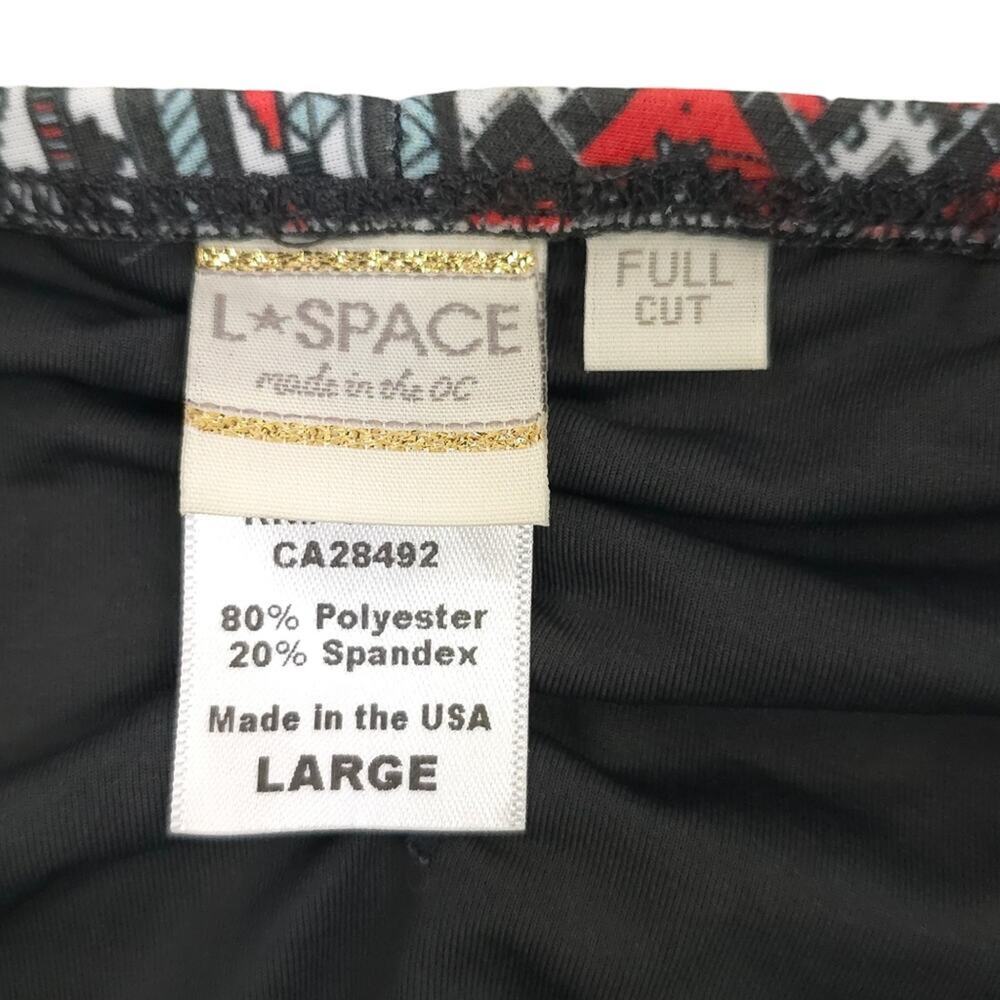 L★SPACE
made in the OC
FULL
CUT
CA28492
80% Polyester
20% Spandex
Made in the USA
LARGE